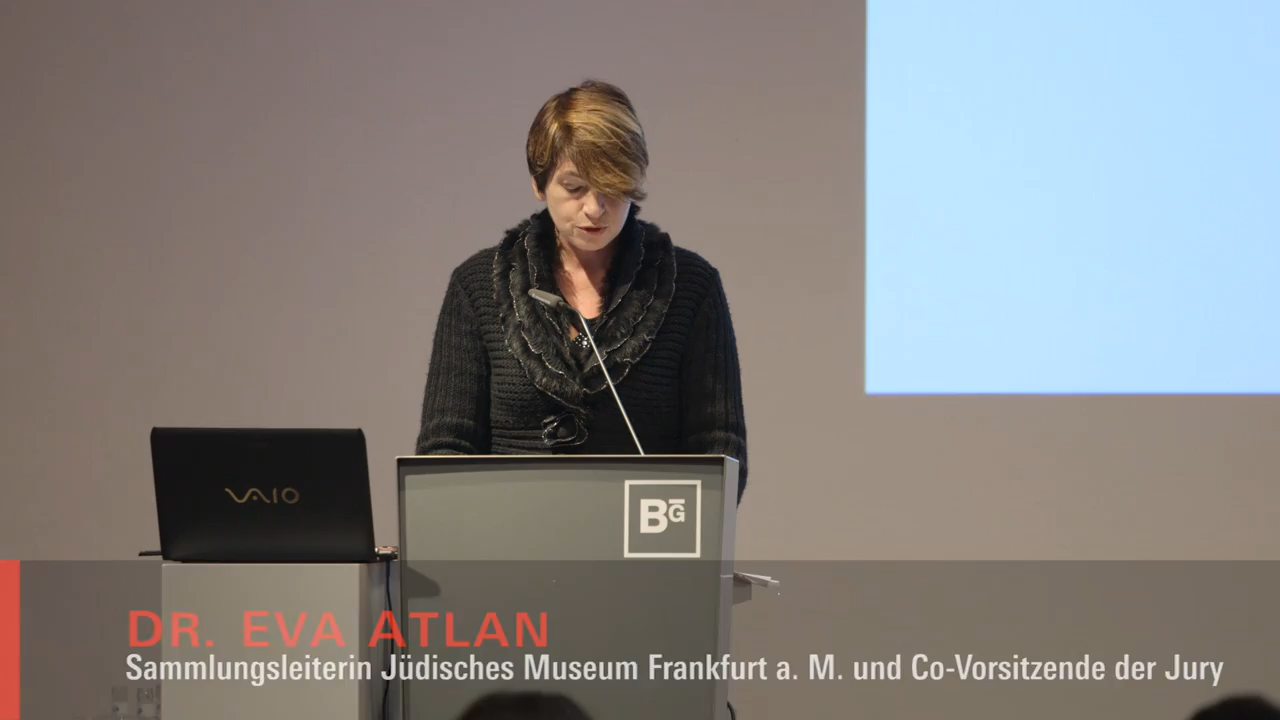 VAIO
BG
DR. EVA ATLAN
Sammlungsleiterin Jüdisches Museum Frankfurt a. M. und Co-Vorsitzende der Jury